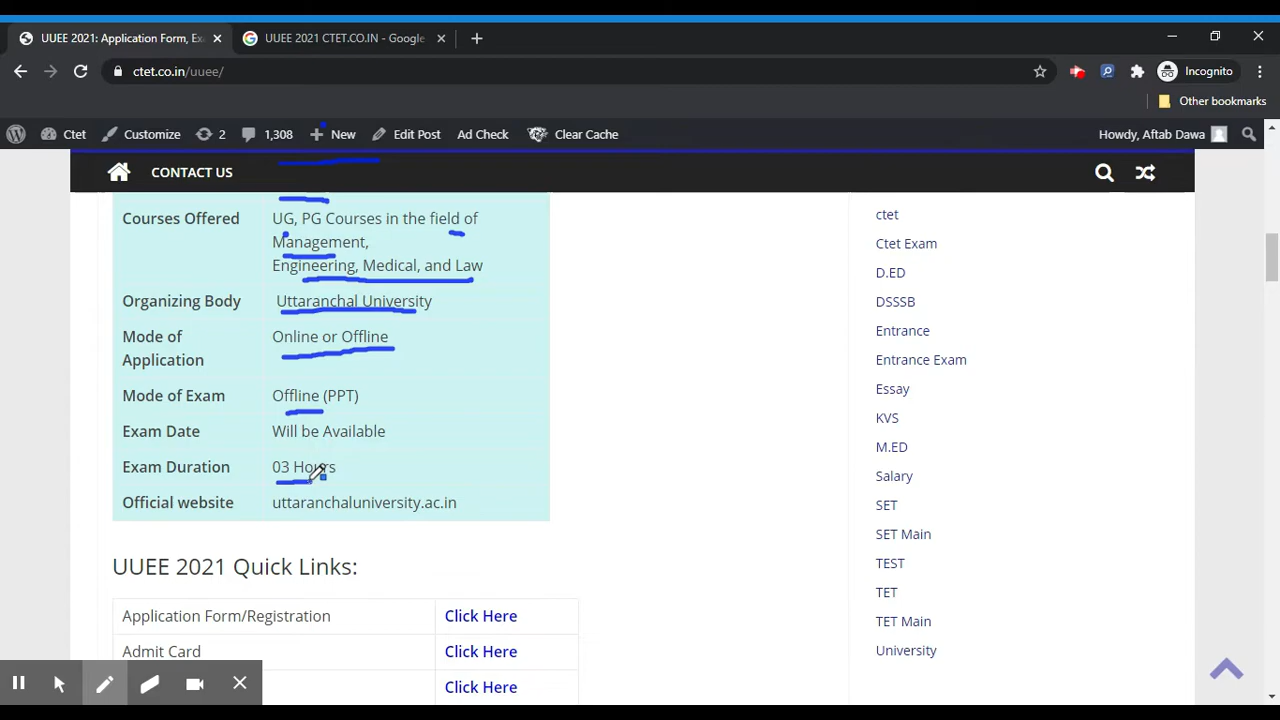 UUEE 2021: Application Form, Exam
UUEE 2021 CTET.CO.IN - Google
ctet.co.in/uuee/
Incognito
Other bookmarks
Ctet
Customize
2
1,308
New
Edit Post
Ad Check
Clear Cache
Howdy, Aftab Dawa
CONTACT US
Courses Offered
UG, PG Courses in the field of
Management,
Engineering, Medical, and Law
Organizing Body
Uttaranchal University
Mode of
Application
Online or Offline
Mode of Exam
Offline (PPT)
Exam Date
Will be Available
Exam Duration
03 Hours
Official website
uttaranchaluniversity.ac.in
UUEE 2021 Quick Links:
Application Form/Registration
Click Here
Admit Card
Click Here
Click Here
ctet
Ctet Exam
D.ED
DSSSB
Entrance
Entrance Exam
Essay
KVS
M.ED
Salary
SET
SET Main
TEST
TET
TET Main
University